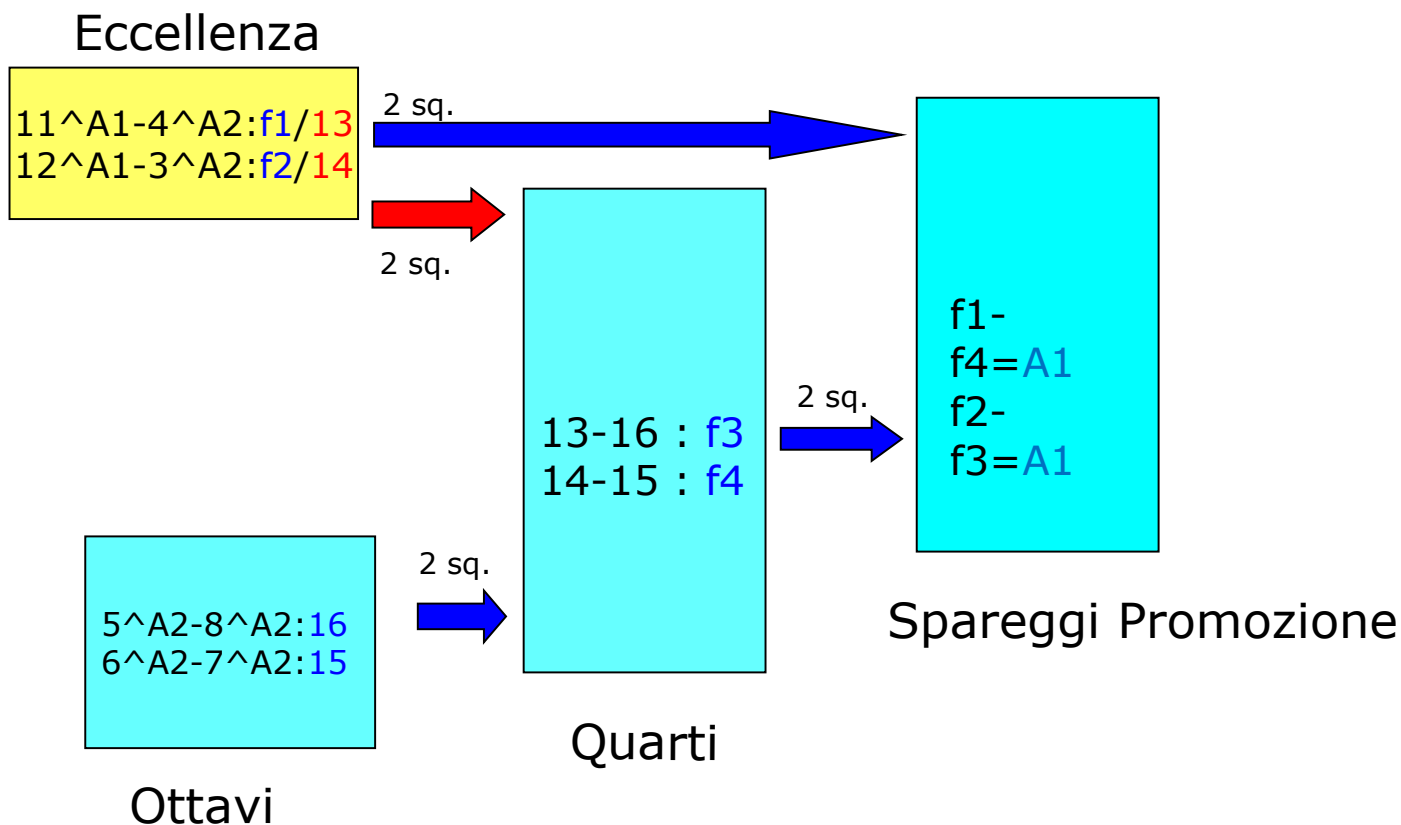 Eccellenza
11^A1-4^A2:f1/13
12^A1-3^A2:f2/14
2 sq.
2 sq.
13-16 : f3
14-15 : f4
2 sq.
f1-
f4=A1
f2-
f3=A1
5^A2-8^A2:16
6^A2-7^A2:15
2 sq.
Spareggi Promozione
Quarti
Ottavi